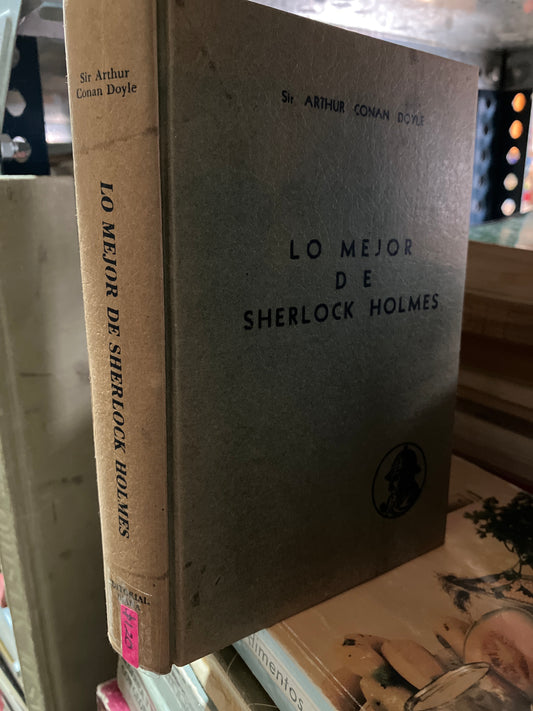 Sir Arthur
Conan Doyle
LO MEJOR DE SHERLOCK HOLMES
Sir. ARTHUR CONAN DOYLE
LO MEJOR
DE
SHERLOCK HOLMES